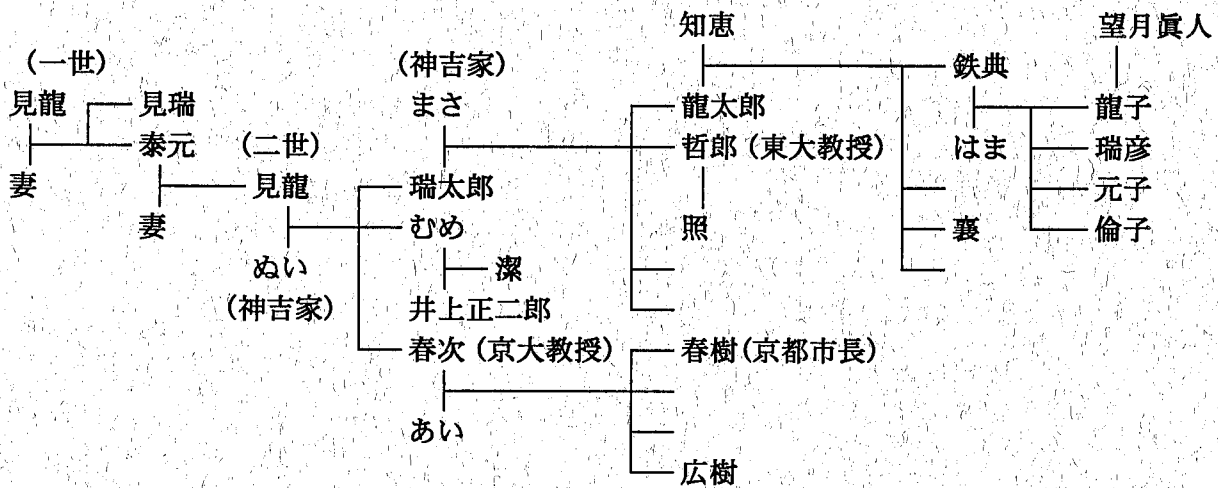 知恵
望月眞人
(一世)
(神吉家)
鉄典
見龍
見瑞
まさ
龍太郎
龍子
泰元
(二世)
哲郎(東大教授)
はま
瑞彦
妻
見龍
瑞太郎
元子
妻
むめ
照
襄
倫子
ぬい
潔
(神吉家)
井上正二郎
春次(京大教授)
春樹(京都市長)
あい
広樹